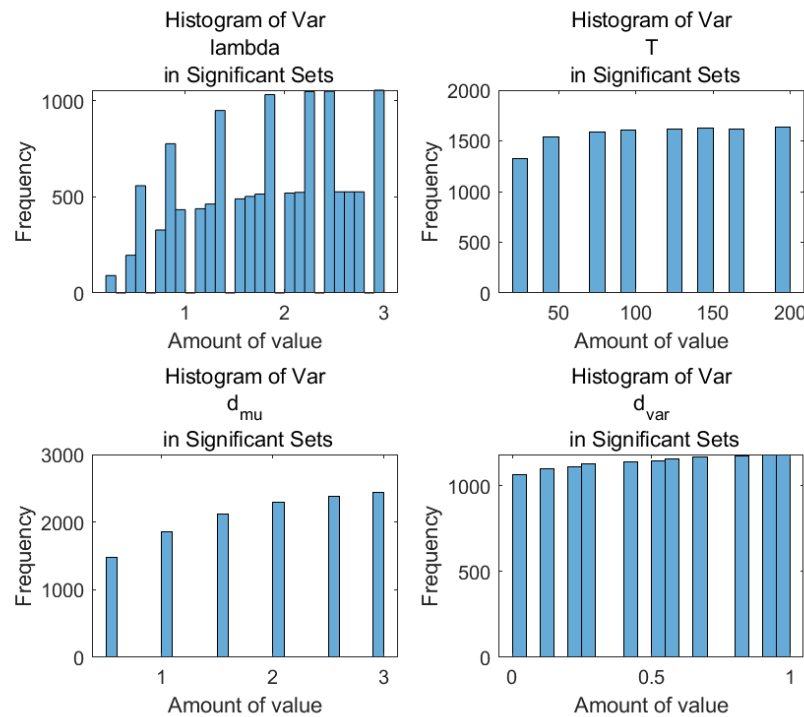 Histogram of Var
lambda
in Significant Sets
1000
500
0
Frequency
1
2
3
Amount of value
Histogram of Var
T
in Significant Sets
2000
1500
1000
500
0
Frequency
50
100
150
200
Amount of value
Histogram of Var
d_mu
in Significant Sets
3000
2000
1000
0
Frequency
1
2
3
Amount of value
Histogram of Var
d_var
in Significant Sets
1000
500
0
Frequency
0
0.5
1
Amount of value